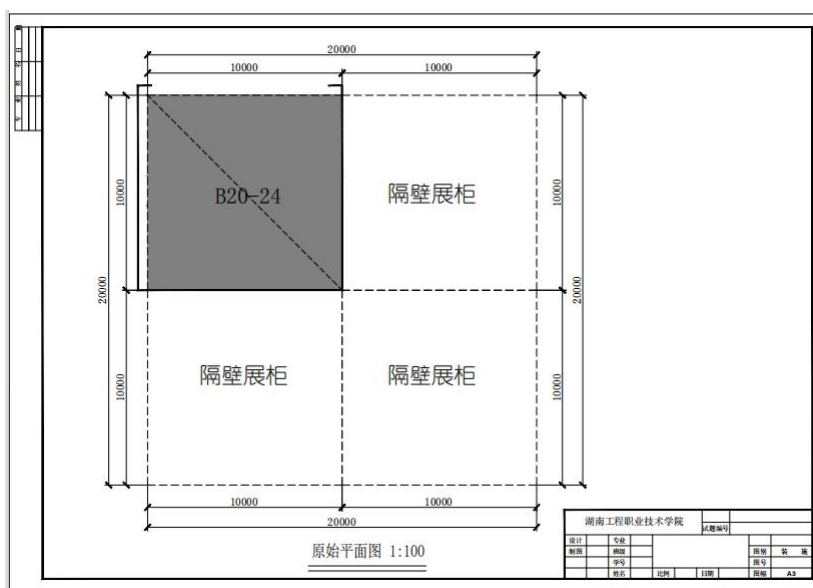 20000
10000 10000
B20-24
隔壁展柜
10000
10000
20000
20000
隔壁展柜
隔壁展柜
10000
10000
10000 10000
20000
原始平面图 1:100
湖南工程职业技术学院
试题编号
设计 专业
制图 班级 图别 装 施
学号 图号
姓名 比例 日期 图幅 A3